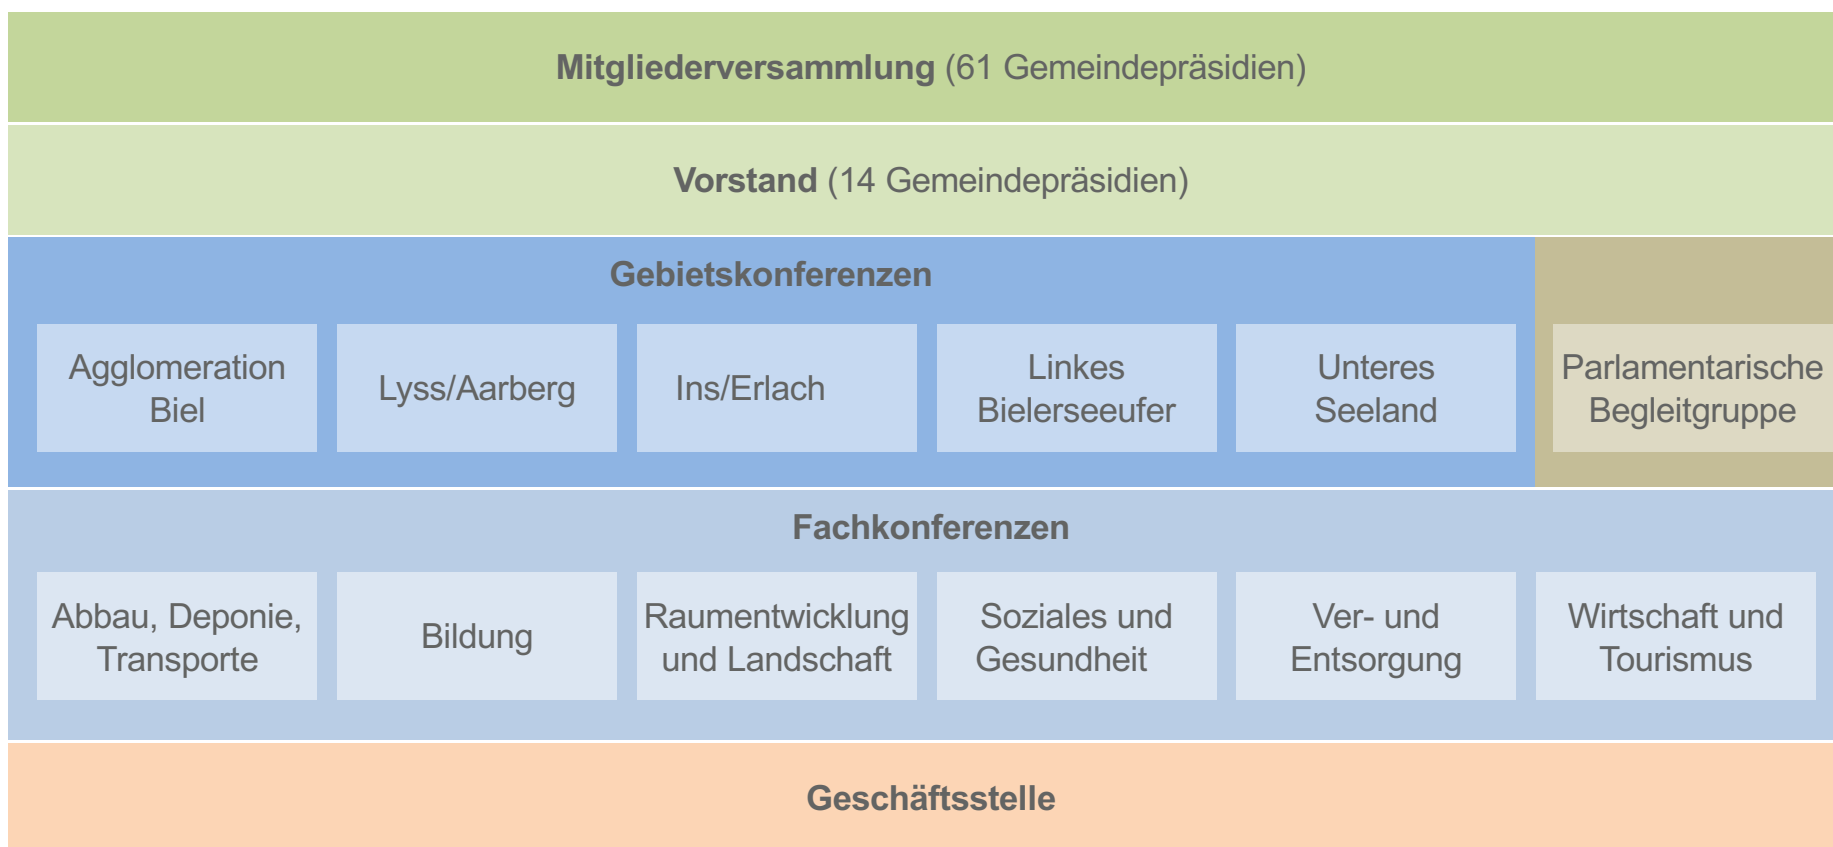 Mitgliederversammlung (61 Gemeindepräsidien)
Vorstand (14 Gemeindepräsidien)
Gebietskonferenzen
Agglomeration
Biel
Lyss/Aarberg
Ins/Erlach
Linkes
Bielerseeufer
Unteres
Seeland
Parlamentarische
Begleitgruppe
Fachkonferenzen
Abbau, Deponie,
Transporte
Bildung
Raumentwicklung
und Landschaft
Soziales und
Gesundheit
Ver- und
Entsorgung
Wirtschaft und
Tourismus
Geschäftsstelle